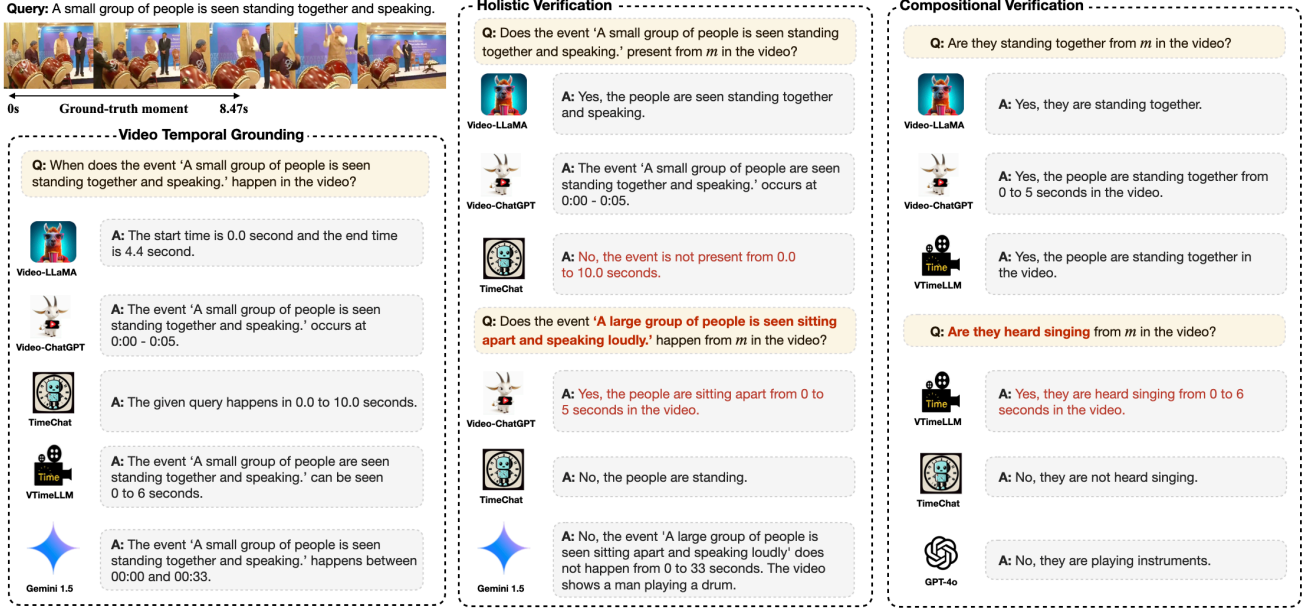 Query: A small group of people is seen standing together and speaking.
0s
Ground-truth moment
8.47s
Video Temporal Grounding
Q: When does the event ‘A small group of people is seen
standing together and speaking.’ happen in the video?
Video-LLaMA
A: The start time is 0.0 second and the end time
is 4.4 second.
Video-ChatGPT
A: The event ‘A small group of people is seen
standing together and speaking.’ occurs at
0:00 - 0:05.
TimeChat
A: The given query happens in 0.0 to 10.0 seconds.
Time
VTimeLLM
A: The event ‘A small group of people are seen
standing together and speaking.’ can be seen
0 to 6 seconds.
Gemini 1.5
A: The event ‘A small group of people is seen
standing together and speaking.’ happens between
00:00 and 00:33.
Holistic Verification
Q: Does the event ‘A small group of people is seen standing
together and speaking.’ present from m in the video?
Video-LLaMA
A: Yes, the people are seen standing together
and speaking.
Video-ChatGPT
A: The event ‘A small group of people are seen
standing together and speaking.’ occurs at
0:00 - 0:05.
TimeChat
A: No, the event is not present from 0.0
to 10.0 seconds.
Q: Does the event ‘A large group of people is seen sitting
apart and speaking loudly.’ happen from m in the video?
Video-ChatGPT
A: Yes, the people are sitting apart from 0 to
5 seconds in the video.
TimeChat
A: No, the people are standing.
Gemini 1.5
A: No, the event 'A large group of people is
seen sitting apart and speaking loudly' does
not happen from 0 to 33 seconds. The video
shows a man playing a drum.
Compositional Verification
Q: Are they standing together from m in the video?
Video-LLaMA
A: Yes, they are standing together.
Video-ChatGPT
A: Yes, the people are standing together from
0 to 5 seconds in the video.
Time
VTimeLLM
A: Yes, the people are standing together in
the video.
Q: Are they heard singing from m in the video?
Time
VTimeLLM
A: Yes, they are heard singing from 0 to 6
seconds in the video.
TimeChat
A: No, they are not heard singing.
GPT-4o
A: No, they are playing instruments.